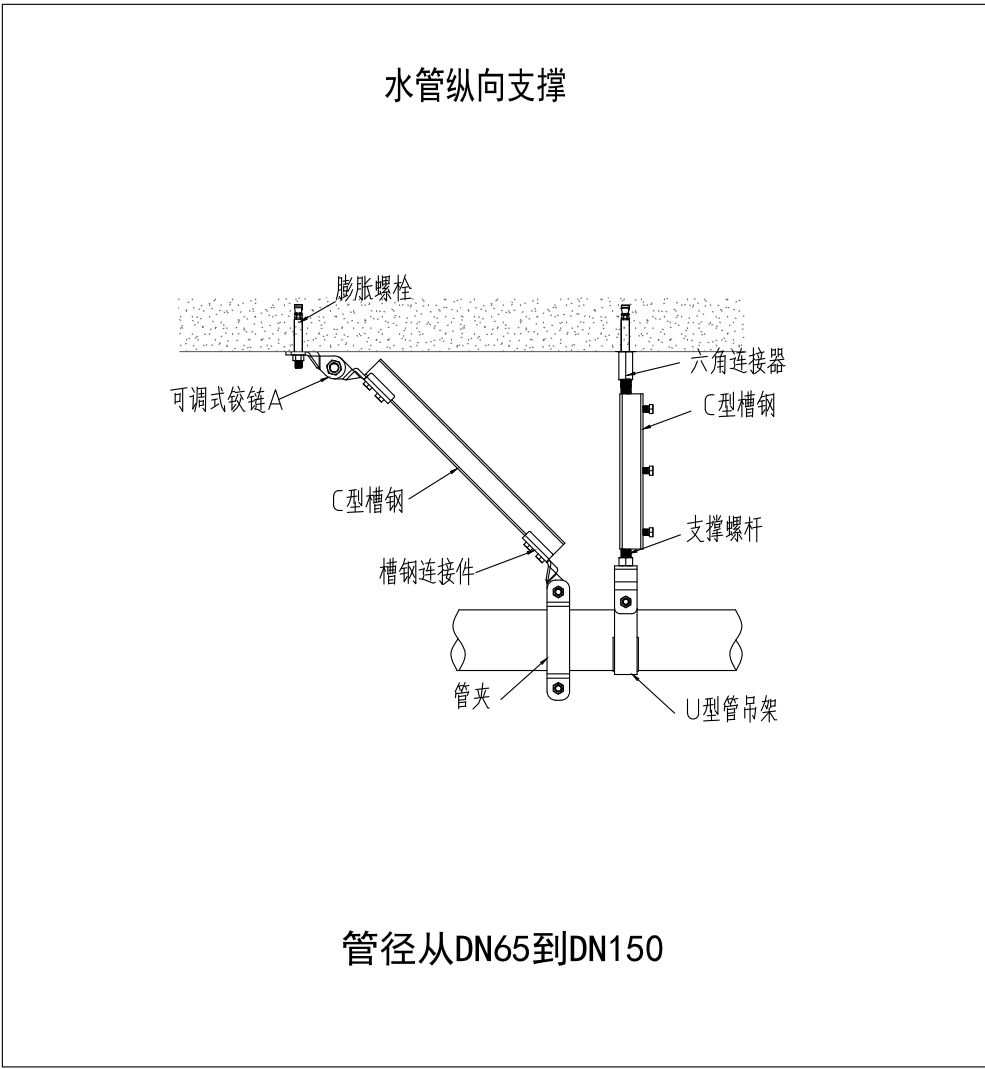 水管纵向支撑
膨胀螺栓
六角连接器
可调式铰链A
C型槽钢
C型槽钢
支撑螺杆
槽钢连接件
管夹
U型管吊架
管径从DN65到DN150